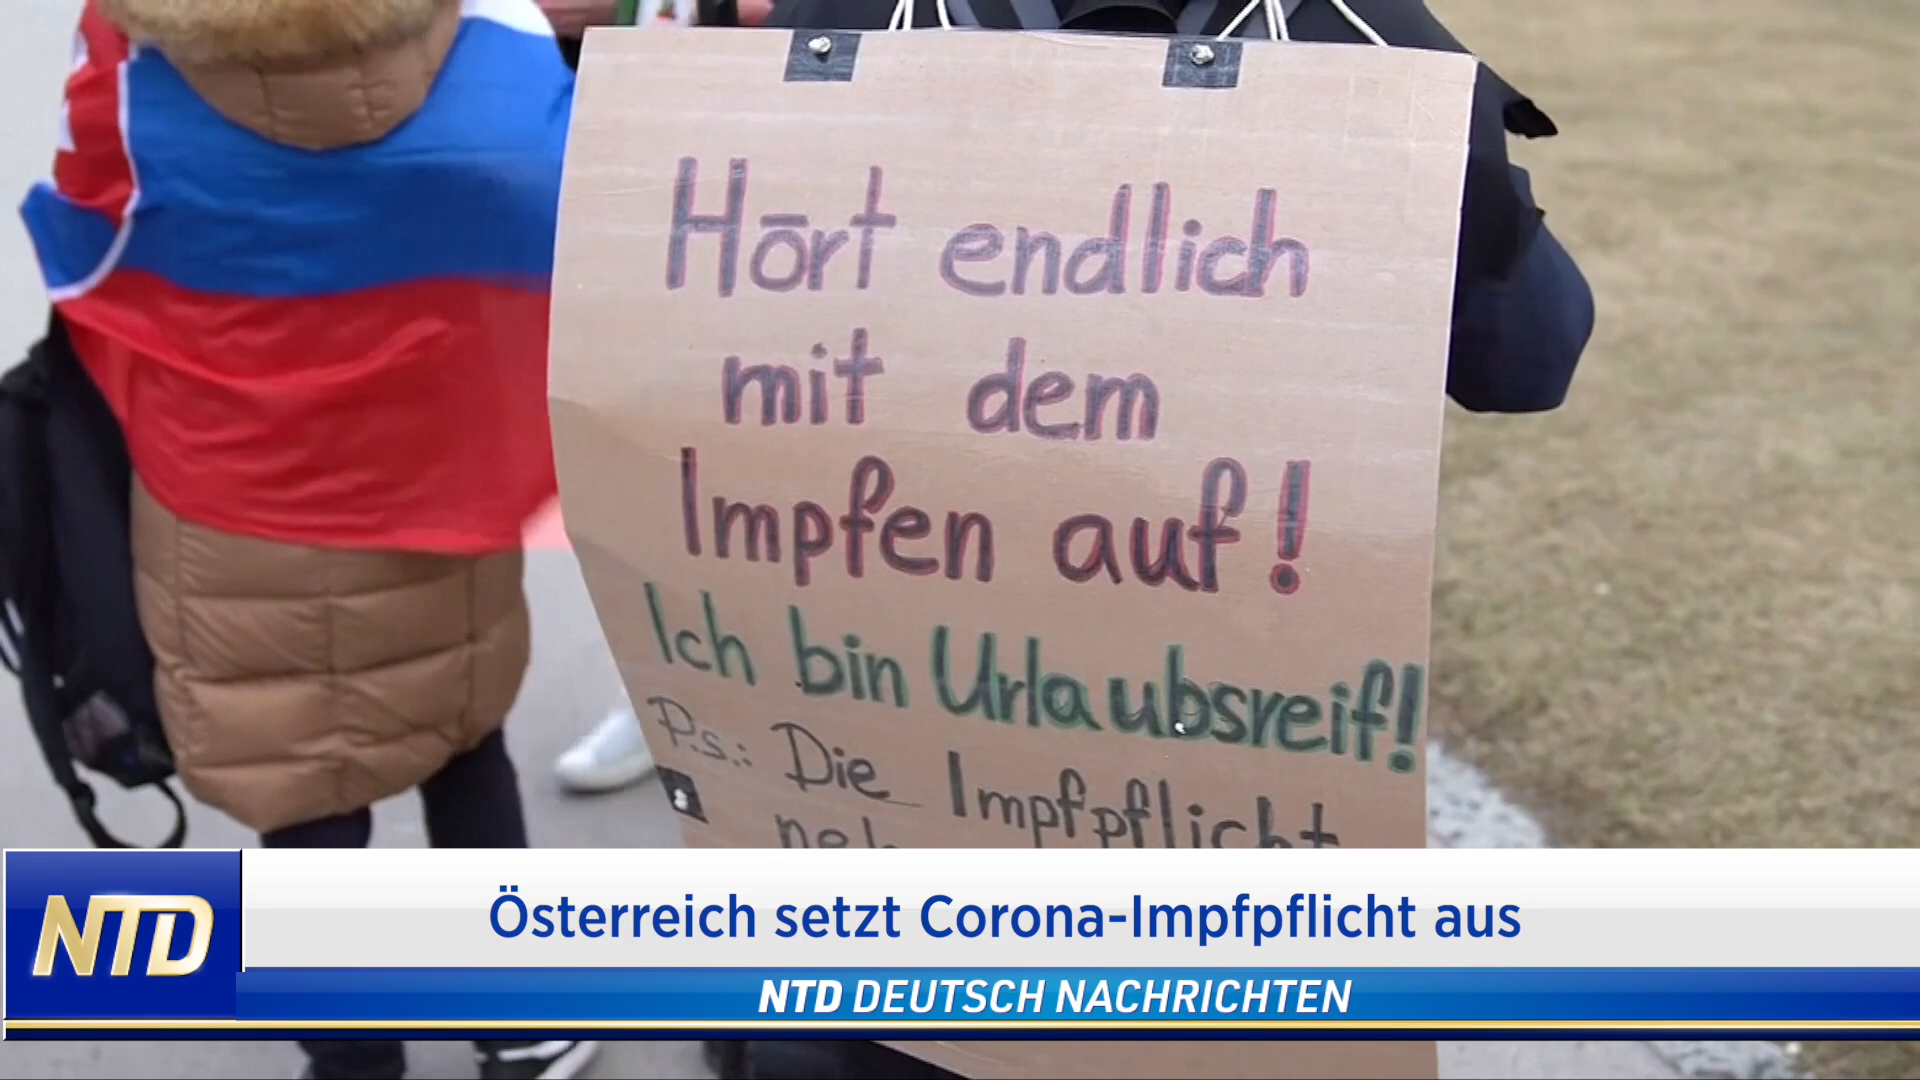 Hört endlich
mit dem
Impfen auf!
Ich bin Urlaubsreif!
P.s.: Die Impfpflicht
NTD
Österreich setzt Corona-Impfpflicht aus
NTD DEUTSCH NACHRICHTEN